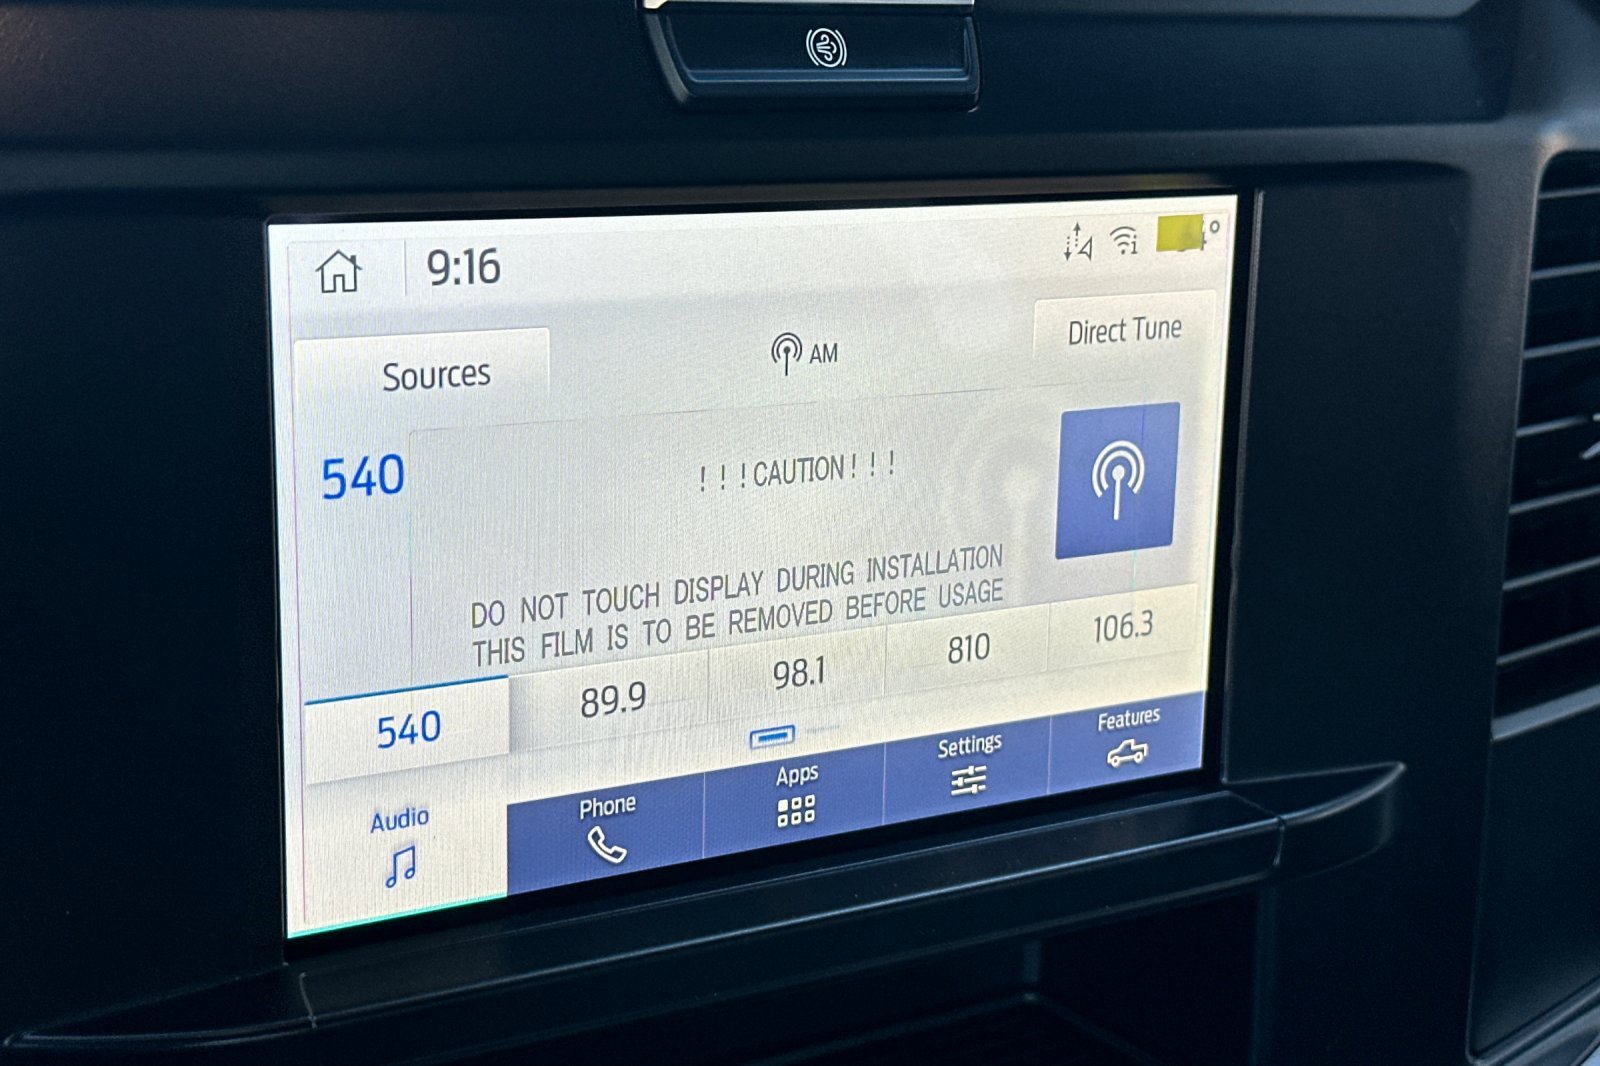 9:16
Sources
AM
Direct Tune
540
! ! ! CAUTION ! ! !
DO NOT TOUCH DISPLAY DURING INSTALLATION
THIS FILM IS TO BE REMOVED BEFORE USAGE
540
89.9
98.1
810
106.3
Audio
Phone
Apps
Settings
Features